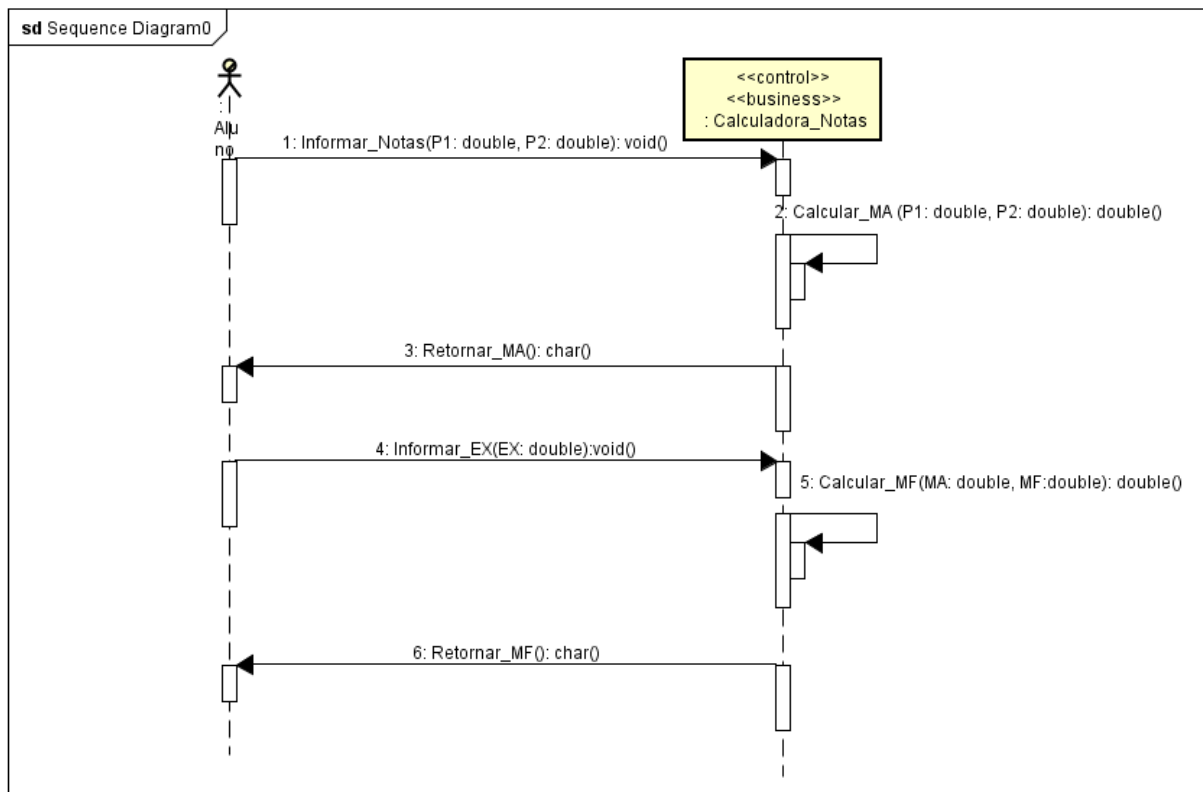 sd Sequence Diagram0
:
Alu
no
<<control>>
<<business>>
: Calculadora_Notas
1: Informar_Notas(P1: double, P2: double): void()
2: Calcular_MA (P1: double, P2: double): double()
3: Retornar_MA(): char()
4: Informar_EX(EX: double):void()
5: Calcular_MF(MA: double, MF:double): double()
6: Retornar_MF(): char()